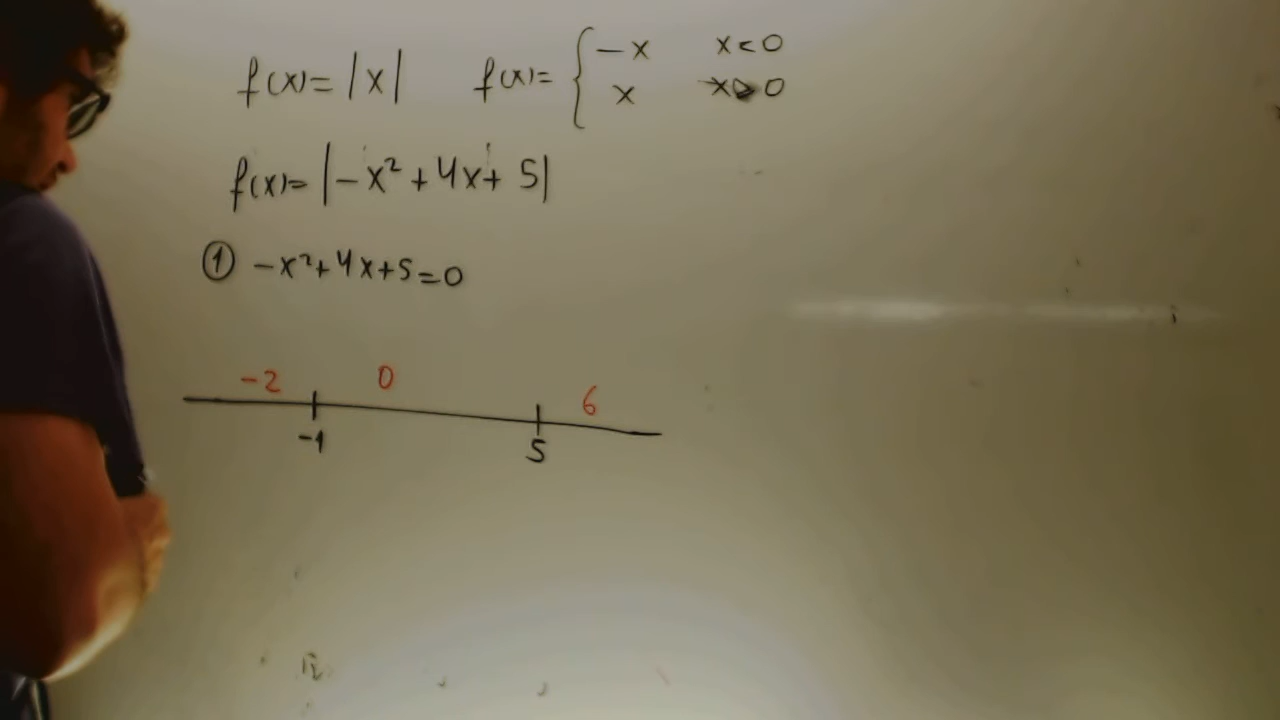 f(x)= |x| f(x)= { -x x<0
x x≥0
f(x)= |-x²+4x+5|
① -x²+4x+5=0
-2 0 6
-1 5